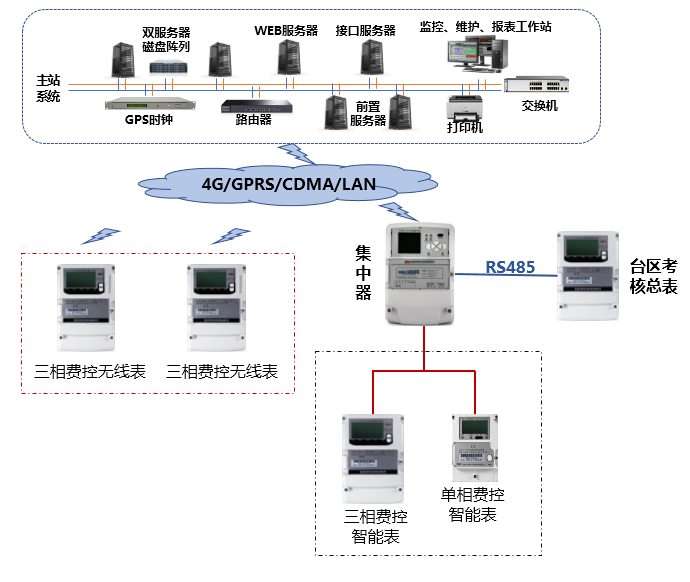 双服务器
磁盘阵列
WEB服务器
接口服务器
监控、维护、报表工作站
主站
系统
GPS时钟
路由器
前置
服务器
打印机
交换机
4G/GPRS/CDMA/LAN
集
中
器
RS485
台区考
核总表
三相费控无线表
三相费控无线表
三相费控
智能表
单相费控
智能表